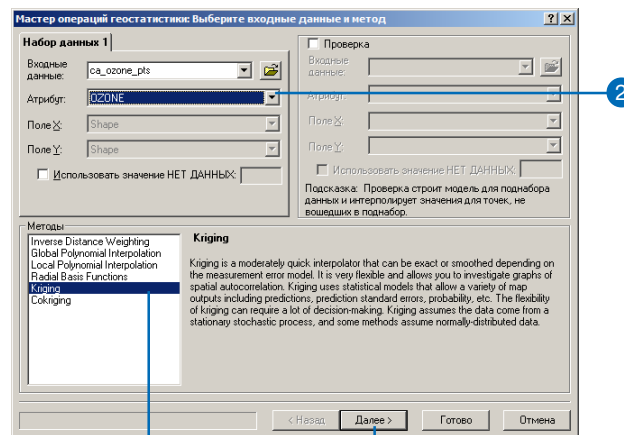 Мастер операций геостатистики: Выберите входные данные и метод
Набор данных 1
Входные данные:
ca_ozone_pts
Атрибут:
OZONE
Поле X:
Shape
Поле Y:
Shape
Использовать значение НЕТ ДАННЫХ:
Проверка
Входные данные:
Атрибут:
Поле X:
Поле Y:
Использовать значение НЕТ ДАННЫХ:
Подсказка: Проверка строит модель для поднабора
данных и интерполирует значения для точек, не
вошедших в поднабор.
2
Методы
Inverse Distance Weighting
Global Polynomial Interpolation
Local Polynomial Interpolation
Radial Basis Functions
Kriging
Cokriging
Kriging
Kriging is a moderately quick interpolator that can be exact or smoothed depending on
the measurement error model. It is very flexible and allows you to investigate graphs of
spatial autocorrelation. Kriging uses statistical models that allow a variety of map
outputs including predictions, prediction standard errors, probability, etc. The flexibility
of kriging can require a lot of decision-making. Kriging assumes the data come from a
stationary stochastic process, and some methods assume normally-distributed data.
< Назад
Далее >
Готово
Отмена